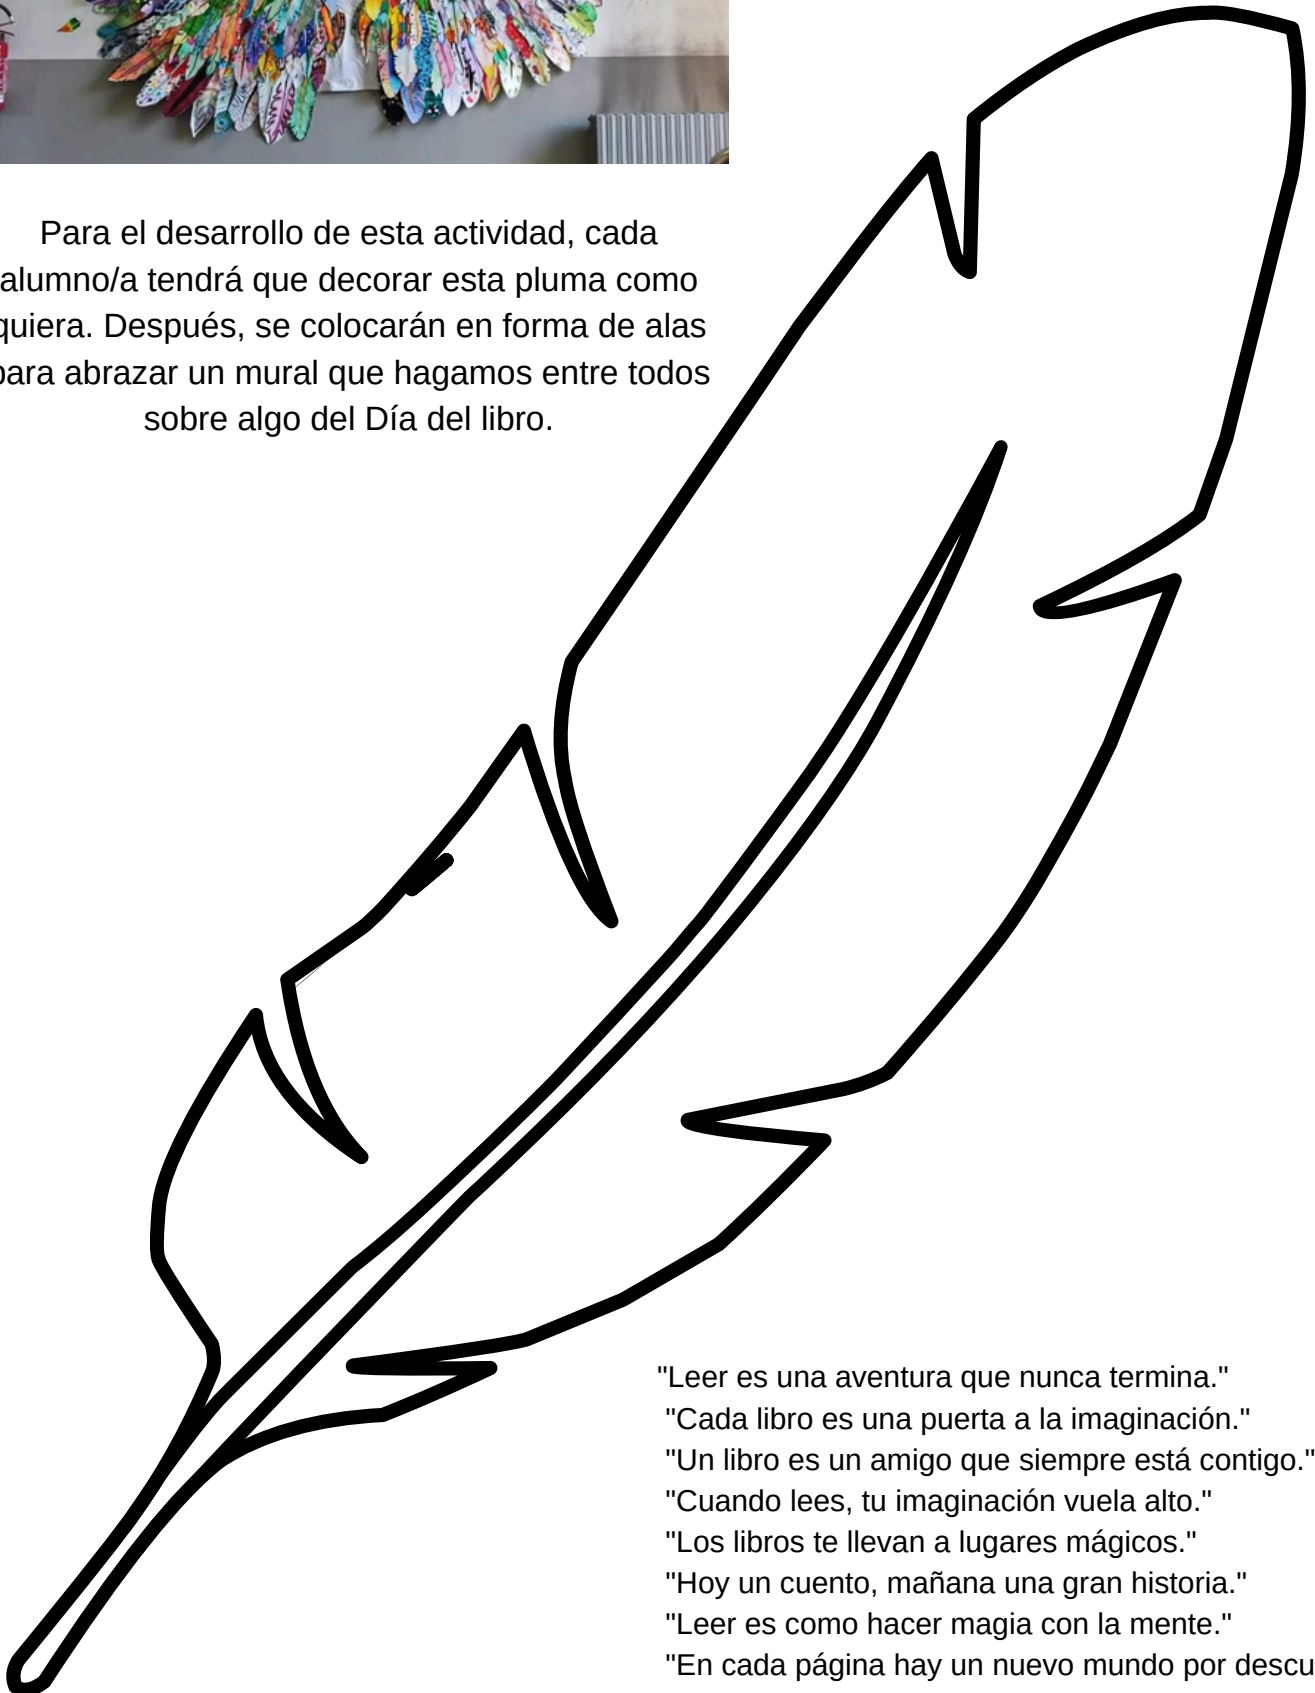 Para el desarrollo de esta actividad, cada
alumno/a tendrá que decorar esta pluma como
quiera. Después, se colocarán en forma de alas
para abrazar un mural que hagamos entre todos
sobre algo del Día del libro.
"Leer es una aventura que nunca termina."
"Cada libro es una puerta a la imaginación."
"Un libro es un amigo que siempre está contigo."
"Cuando lees, tu imaginación vuela alto."
"Los libros te llevan a lugares mágicos."
"Hoy un cuento, mañana una gran historia."
"Leer es como hacer magia con la mente."
"En cada página hay un nuevo mundo por descu